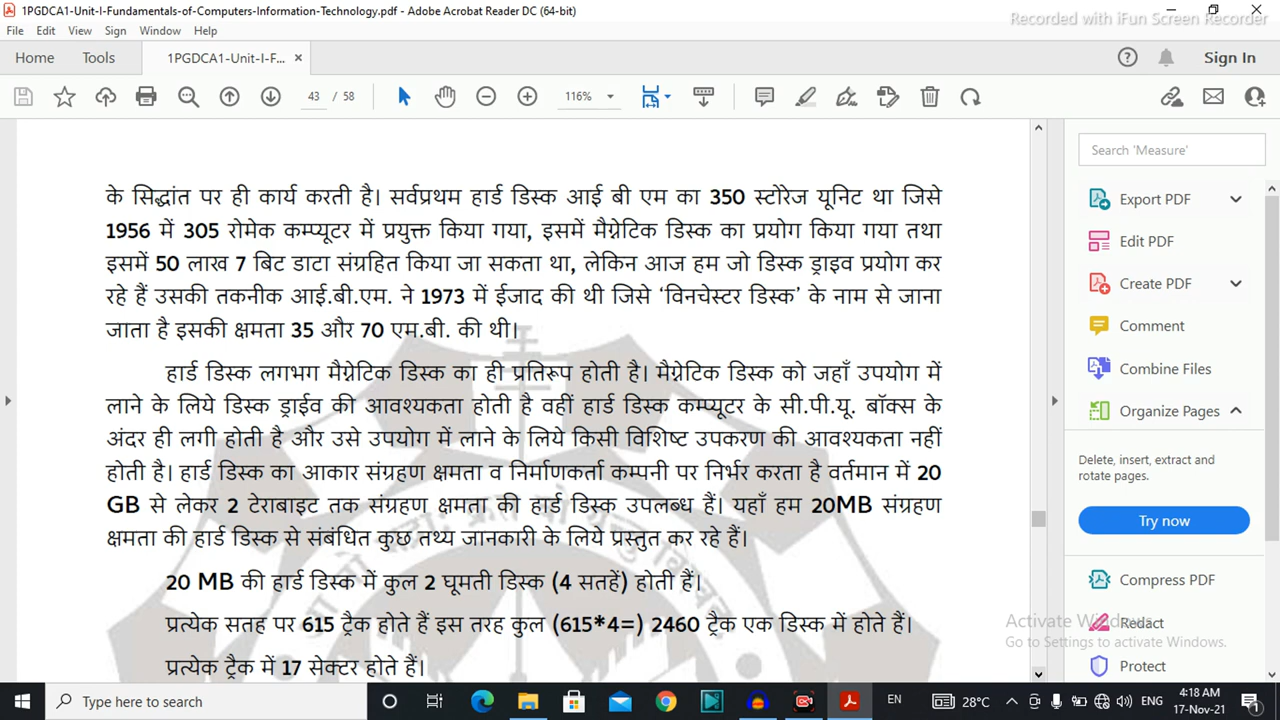 1PGDCA1-Unit-I-Fundamentals-of-Computers-Information-Technology.pdf - Adobe Acrobat Reader DC (64-bit)
Recorded with iFun Screen Recorder
File Edit View Sign Window Help
Home Tools 1PGDCA1-Unit-I-F... × Sign In
43 / 58 116%
Search 'Measure'
के सिद्धांत पर ही कार्य करती है। सर्वप्रथम हार्ड डिस्क आई बी एम का 350 स्टोरेज यूनिट था जिसे
1956 में 305 रोमेक कम्प्यूटर में प्रयुक्त किया गया, इसमें मैग्नेटिक डिस्क का प्रयोग किया गया तथा
इसमें 50 लाख 7 बिट डाटा संग्रहित किया जा सकता था, लेकिन आज हम जो डिस्क ड्राइव प्रयोग कर
रहे हैं उसकी तकनीक आई.बी.एम. ने 1973 में ईजाद की थी जिसे ‘विनचेस्टर डिस्क’ के नाम से जाना
जाता है इसकी क्षमता 35 और 70 एम.बी. की थी।
हार्ड डिस्क लगभग मैग्नेटिक डिस्क का ही प्रतिरूप होती है। मैग्नेटिक डिस्क को जहाँ उपयोग में
लाने के लिये डिस्क ड्राईव की आवश्यकता होती है वहीं हार्ड डिस्क कम्प्यूटर के सी.पी.यू. बॉक्स के
अंदर ही लगी होती है और उसे उपयोग में लाने के लिये किसी विशिष्ट उपकरण की आवश्यकता नहीं
होती है। हार्ड डिस्क का आकार संग्रहण क्षमता व निर्माणकर्ता कम्पनी पर निर्भर करता है वर्तमान में 20
GB से लेकर 2 टेराबाइट तक संग्रहण क्षमता की हार्ड डिस्क उपलब्ध हैं। यहाँ हम 20MB संग्रहण
क्षमता की हार्ड डिस्क से संबंधित कुछ तथ्य जानकारी के लिये प्रस्तुत कर रहे हैं।
20 MB की हार्ड डिस्क में कुल 2 घूमती डिस्क (4 सतहें) होती हैं।
प्रत्येक सतह पर 615 ट्रैक होते हैं इस तरह कुल (615*4=) 2460 ट्रैक एक डिस्क में होते हैं।
प्रत्येक ट्रैक में 17 सेक्टर होते हैं।
Export PDF
Edit PDF
Create PDF
Comment
Combine Files
Organize Pages
Delete, insert, extract and
rotate pages.
Try now
Compress PDF
Redact
Protect
Activate Windows
Go to Settings to activate Windows.
Type here to search EN 28°C ENG 4:18 AM
17-Nov-21 1